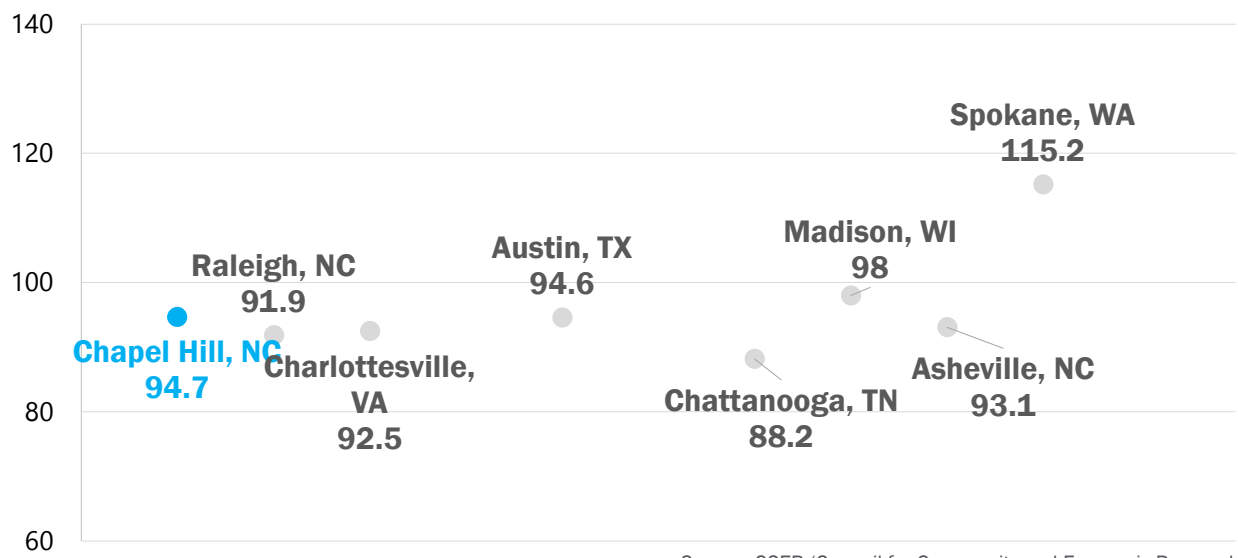 140
120
100
80
60
Chapel Hill, NC
94.7
Raleigh, NC
91.9
Charlottesville,
VA
92.5
Austin, TX
94.6
Chattanooga, TN
88.2
Madison, WI
98
Asheville, NC
93.1
Spokane, WA
115.2